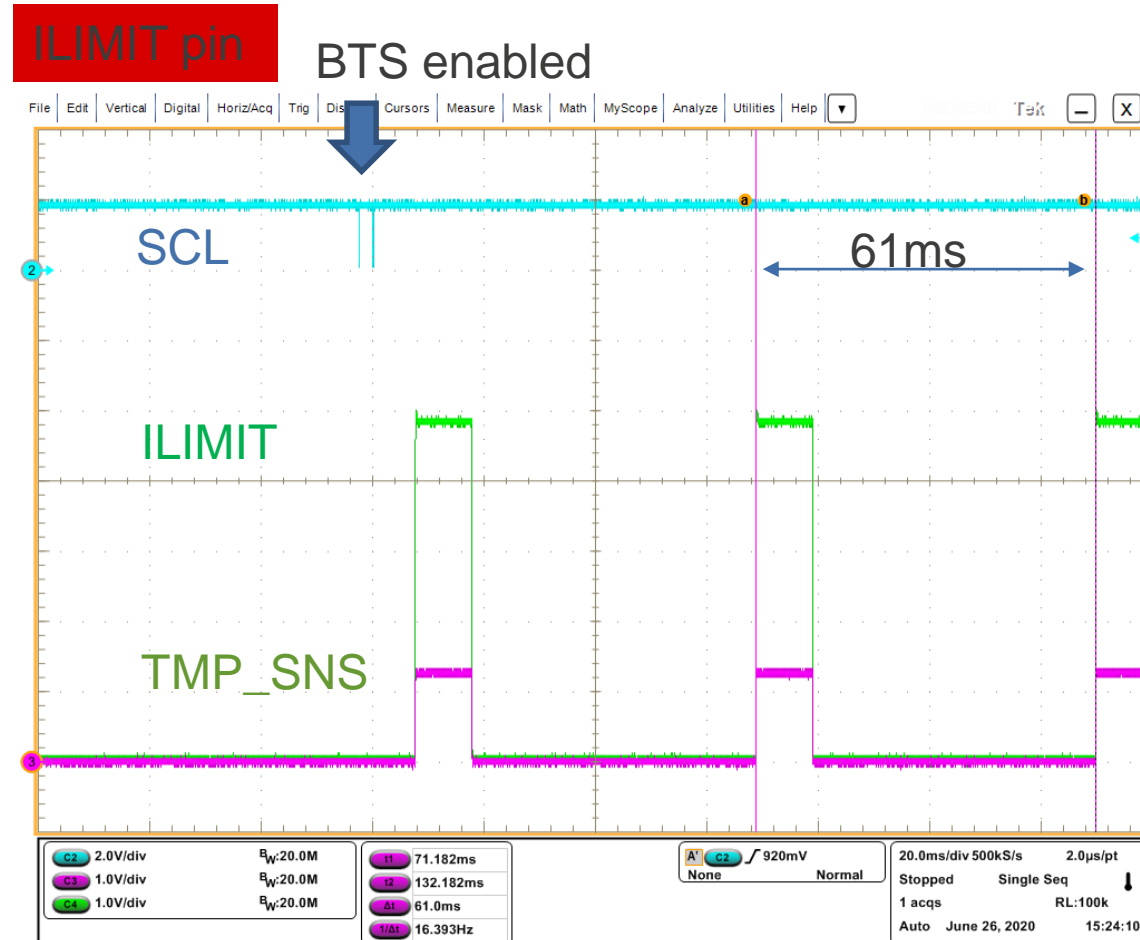 ILIMIT pin
BTS enabled
File Edit Vertical Digital Horiz/Acq Trig Cursors Measure Mask Math MyScope Analyze Utilities Help Tek X
a b
SCL
61ms
2
ILIMIT
TMP_SNS
3
C2 2.0V/div BW:20.0M
C3 1.0V/div BW:20.0M
C4 1.0V/div BW:20.0M
t1 71.182ms
t2 132.182ms
Δt 61.0ms
1/Δt 16.393Hz
A' C2 920mV
None Normal
20.0ms/div 500kS/s 2.0µs/pt
Stopped Single Seq
1 acqs RL:100k
Auto June 26, 2020 15:24:10